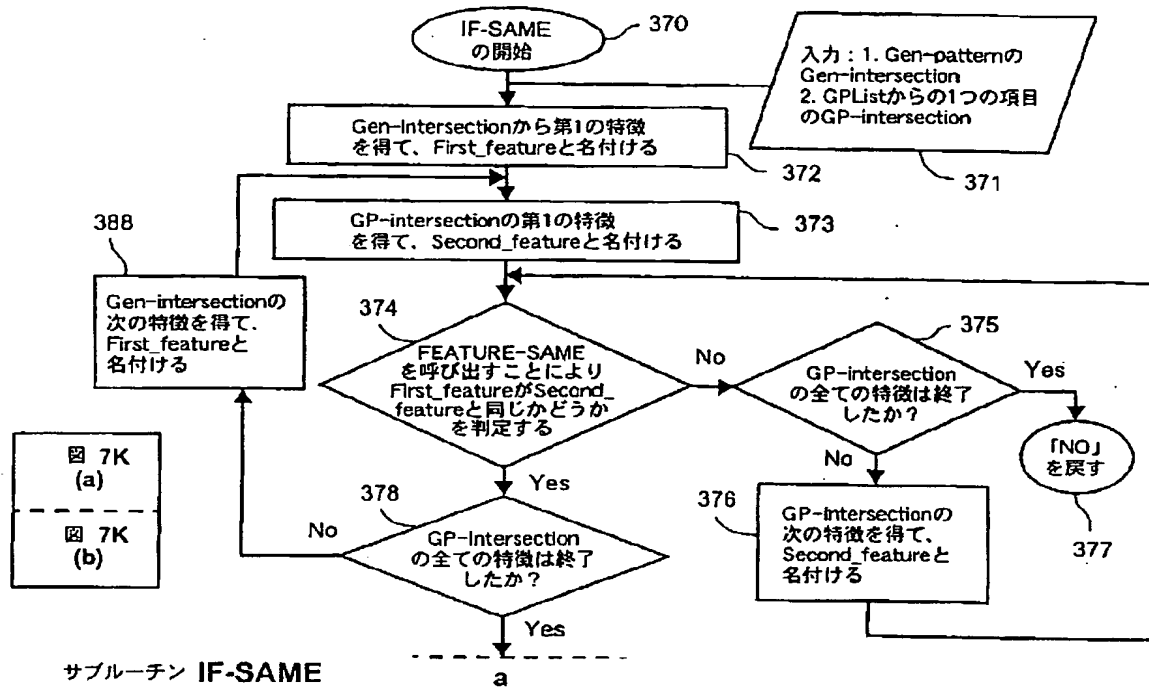 IF-SAME
の開始
370
入力：1. Gen-patternの
Gen-intersection
2. GPListからの1つの項目
のGP-intersection
371
Gen-Intersectionから第1の特徴
を得て、First_featureと名付ける
372
GP-intersectionの第1の特徴
を得て、Second_featureと名付ける
373
388
Gen-intersectionの
次の特徴を得て、
First_featureと
名付ける
374
FEATURE-SAME
を呼び出すことにより
First_featureがSecond_
featureと同じかどうか
を判定する
No
375
GP-intersection
の全ての特徴は終了
したか？
Yes
「NO」
を戻す
377
No
376
GP-intersectionの
次の特徴を得て、
Second_featureと
名付ける
Yes
378
GP-Intersection
の全ての特徴は終了
したか？
No
Yes
a
図 7K
(a)
図 7K
(b)
サブルーチン IF-SAME